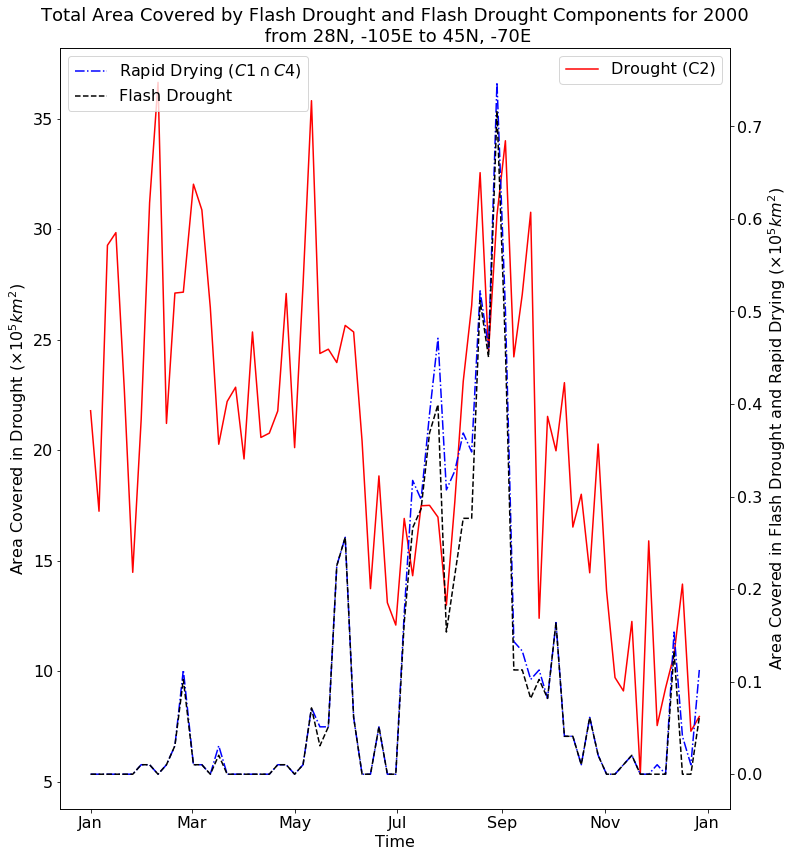 Total Area Covered by Flash Drought and Flash Drought Components for 2000
from 28N, -105E to 45N, -70E
Rapid Drying (C1 ∩ C4)
Flash Drought
Drought (C2)
Area Covered in Drought (×10⁵km²)
35
30
25
20
15
10
5
Area Covered in Flash Drought and Rapid Drying (×10⁵km²)
0.7
0.6
0.5
0.4
0.3
0.2
0.1
0.0
Jan Mar May Jul Sep Nov Jan
Time